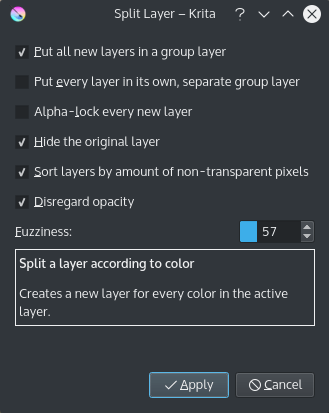 Split Layer – Krita
Put all new layers in a group layer
Put every layer in its own, separate group layer
Alpha-lock every new layer
Hide the original layer
Sort layers by amount of non-transparent pixels
Disregard opacity
Fuzziness: 57
Split a layer according to color
Creates a new layer for every color in the active
layer.
Apply Cancel